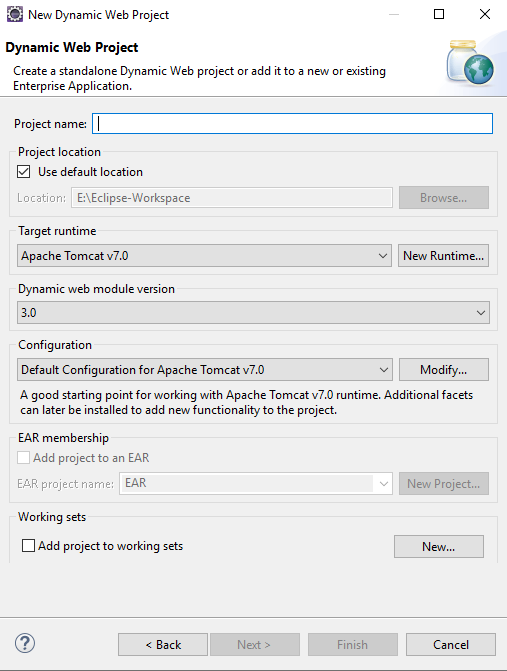 New Dynamic Web Project
Dynamic Web Project
Create a standalone Dynamic Web project or add it to a new or existing
Enterprise Application.
Project name:
Project location
Use default location
Location: E:\Eclipse-Workspace Browse...
Target runtime
Apache Tomcat v7.0 New Runtime...
Dynamic web module version
3.0
Configuration
Default Configuration for Apache Tomcat v7.0 Modify...
A good starting point for working with Apache Tomcat v7.0 runtime. Additional facets
can later be installed to add new functionality to the project.
EAR membership
Add project to an EAR
EAR project name: EAR New Project...
Working sets
Add project to working sets New...
? < Back Next > Finish Cancel